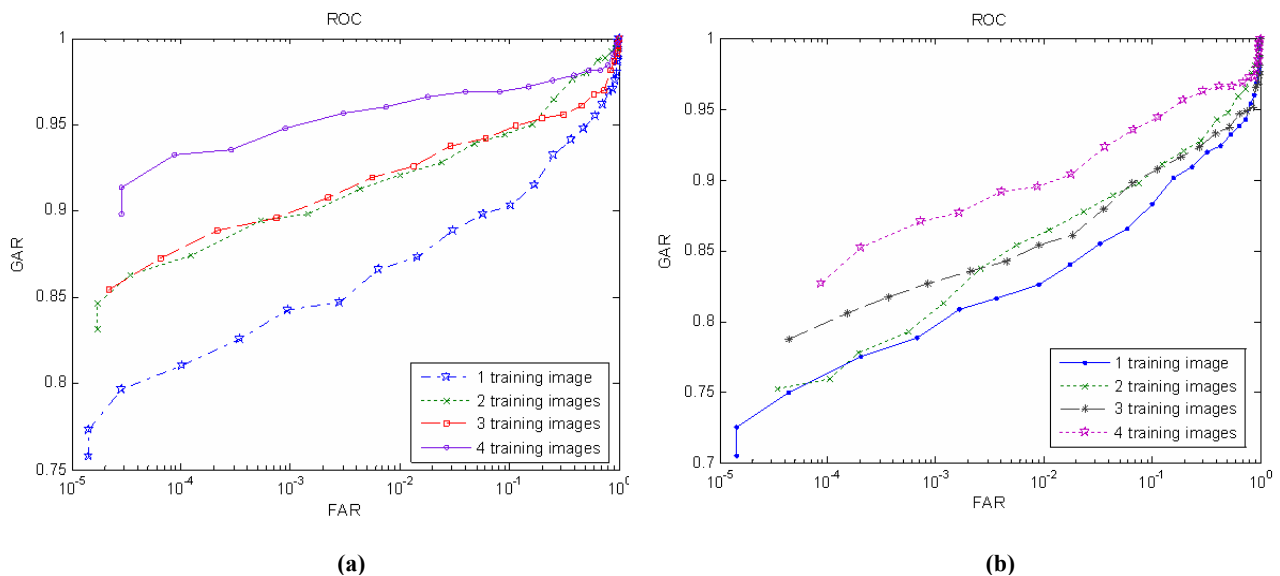 ROC
1
0.95
0.9
0.85
0.8
0.75
GAR
10^-5
10^-4
10^-3
10^-2
10^-1
10^0
FAR
1 training image
2 training images
3 training images
4 training images
(a)
ROC
1
0.95
0.9
0.85
0.8
0.75
0.7
GAR
10^-5
10^-4
10^-3
10^-2
10^-1
10^0
FAR
1 training image
2 training images
3 training images
4 training images
(b)